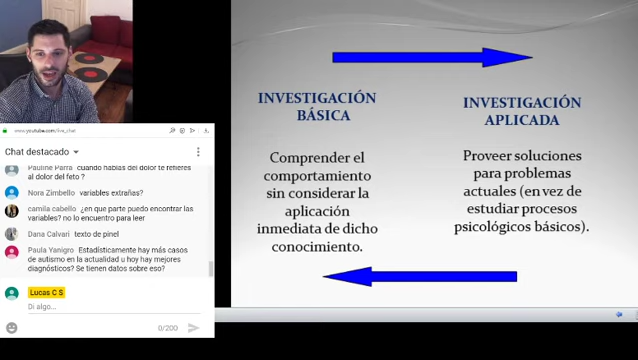 www.youtube.com/live_chat
Chat destacado
Pauline Parra cuando hablas del dolor te refieres
al dolor del feto ?
Nora Zimbello variables extrañas?
camila cabello ¿en que parte puedo encontrar las
variables? no lo encuentro para leer
Dana Calvari texto de pinel
Paula Yanigro Estadísticamente hay más casos
de autismo en la actualidad u hoy hay mejores
diagnósticos? Se tienen datos sobre eso?
Lucas C S
Di algo...
0/200
INVESTIGACIÓN
BÁSICA
Comprender el
comportamiento
sin considerar la
aplicación
inmediata de dicho
conocimiento.
INVESTIGACIÓN
APLICADA
Proveer soluciones
para problemas
actuales (en vez de
estudiar procesos
psicológicos básicos).